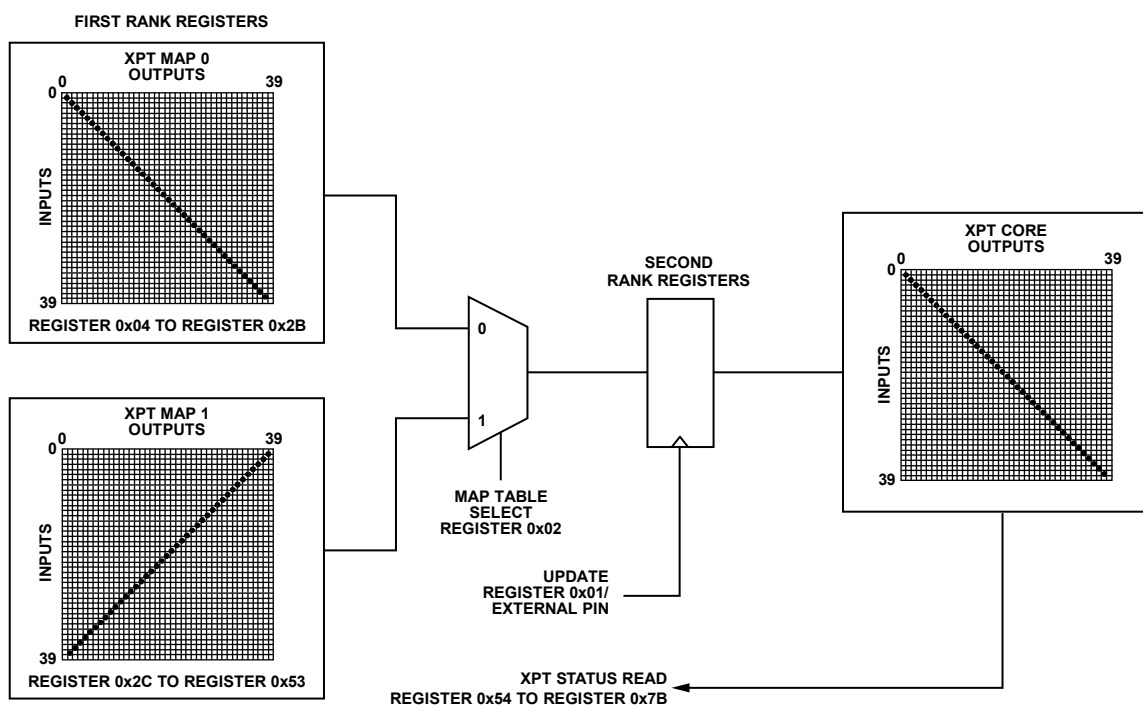 FIRST RANK REGISTERS
XPT MAP 0
OUTPUTS
0 39
0
INPUTS
39
REGISTER 0x04 TO REGISTER 0x2B
XPT MAP 1
OUTPUTS
0 39
0
INPUTS
39
REGISTER 0x2C TO REGISTER 0x53
0
1
MAP TABLE
SELECT
REGISTER 0x02
SECOND
RANK REGISTERS
UPDATE
REGISTER 0x01/
EXTERNAL PIN
XPT CORE
OUTPUTS
0 39
0
INPUTS
39
XPT STATUS READ
REGISTER 0x54 TO REGISTER 0x7B